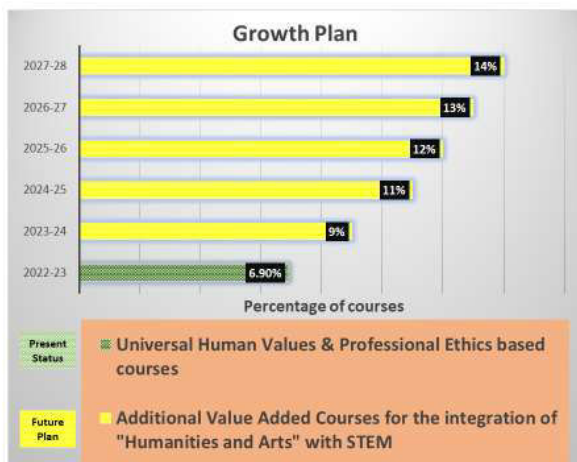 Growth Plan
2027-28
14%
2026-27
13%
2025-26
12%
2024-25
11%
2023-24
9%
2022-23
6.90%
Percentage of courses
Present
Status
Universal Human Values & Professional Ethics based
courses
Future
Plan
Additional Value Added Courses for the integration of
"Humanities and Arts" with STEM